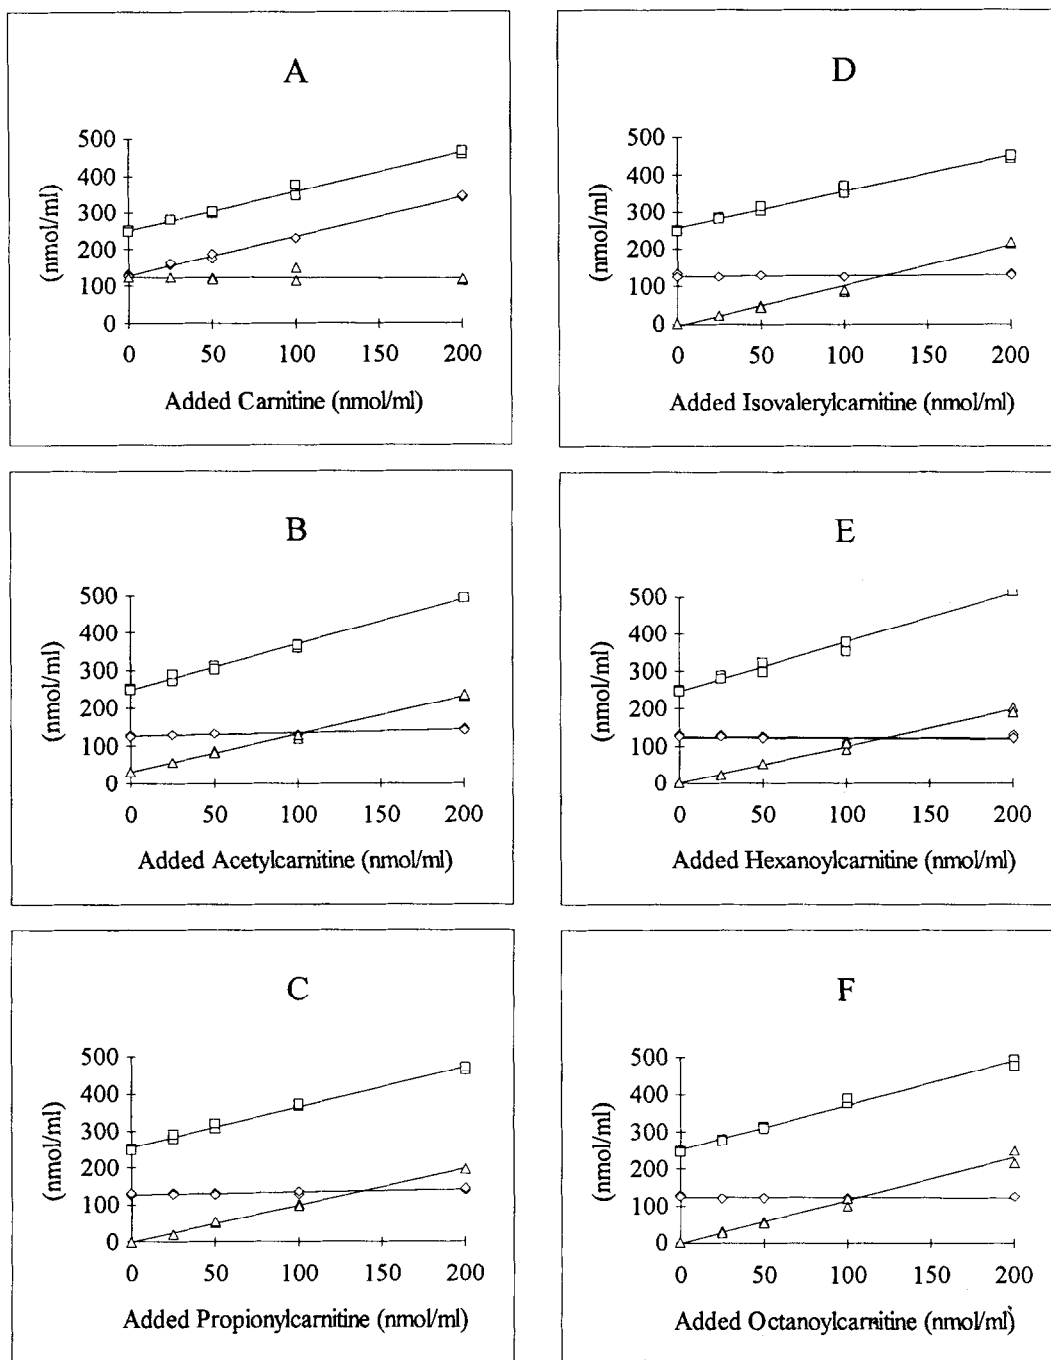 A
500
400
300
200
100
0
(nmol/ml)
0 50 100 150 200
Added Carnitine (nmol/ml)
B
500
400
300
200
100
0
(nmol/ml)
0 50 100 150 200
Added Acetylcarnitine (nmol/ml)
C
500
400
300
200
100
0
(nmol/ml)
0 50 100 150 200
Added Propionylcarnitine (nmol/ml)
D
500
400
300
200
100
0
(nmol/ml)
0 50 100 150 200
Added Isovalerylcarnitine (nmol/ml)
E
500
400
300
200
100
0
(nmol/ml)
0 50 100 150 200
Added Hexanoylcarnitine (nmol/ml)
F
500
400
300
200
100
0
(nmol/ml)
0 50 100 150 200
Added Octanoylcarnitine (nmol/ml)